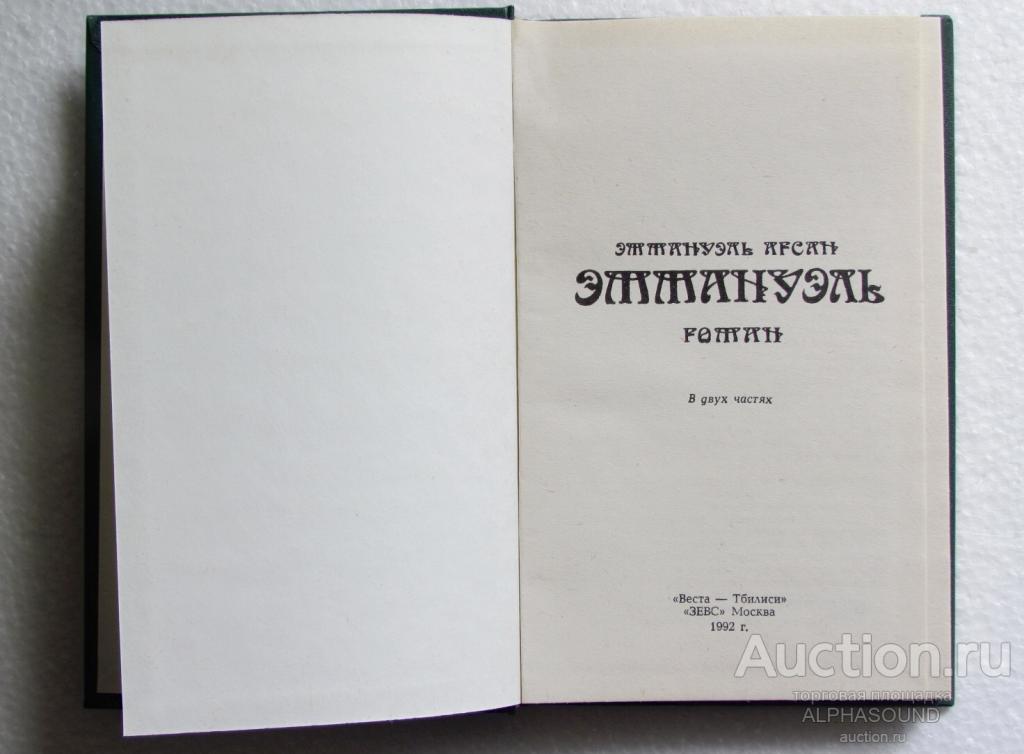 ЭММАНУЭЛЬ АРСАН
ЭММАНУЭЛЬ
РОМАН
В двух частях
«Веста — Тбилиси»
«ЗЕВС» Москва
1992 г.
Auction.ru
торговая площадка
ALPHASOUND
auction.ru